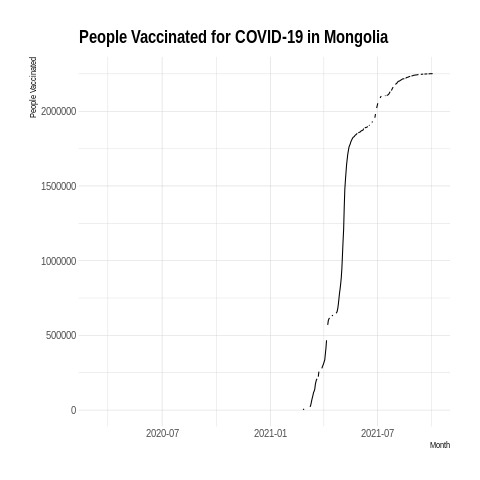 People Vaccinated for COVID-19 in Mongolia
People Vaccinated
2000000
1500000
1000000
500000
0
2020-07 2021-01 2021-07
Month